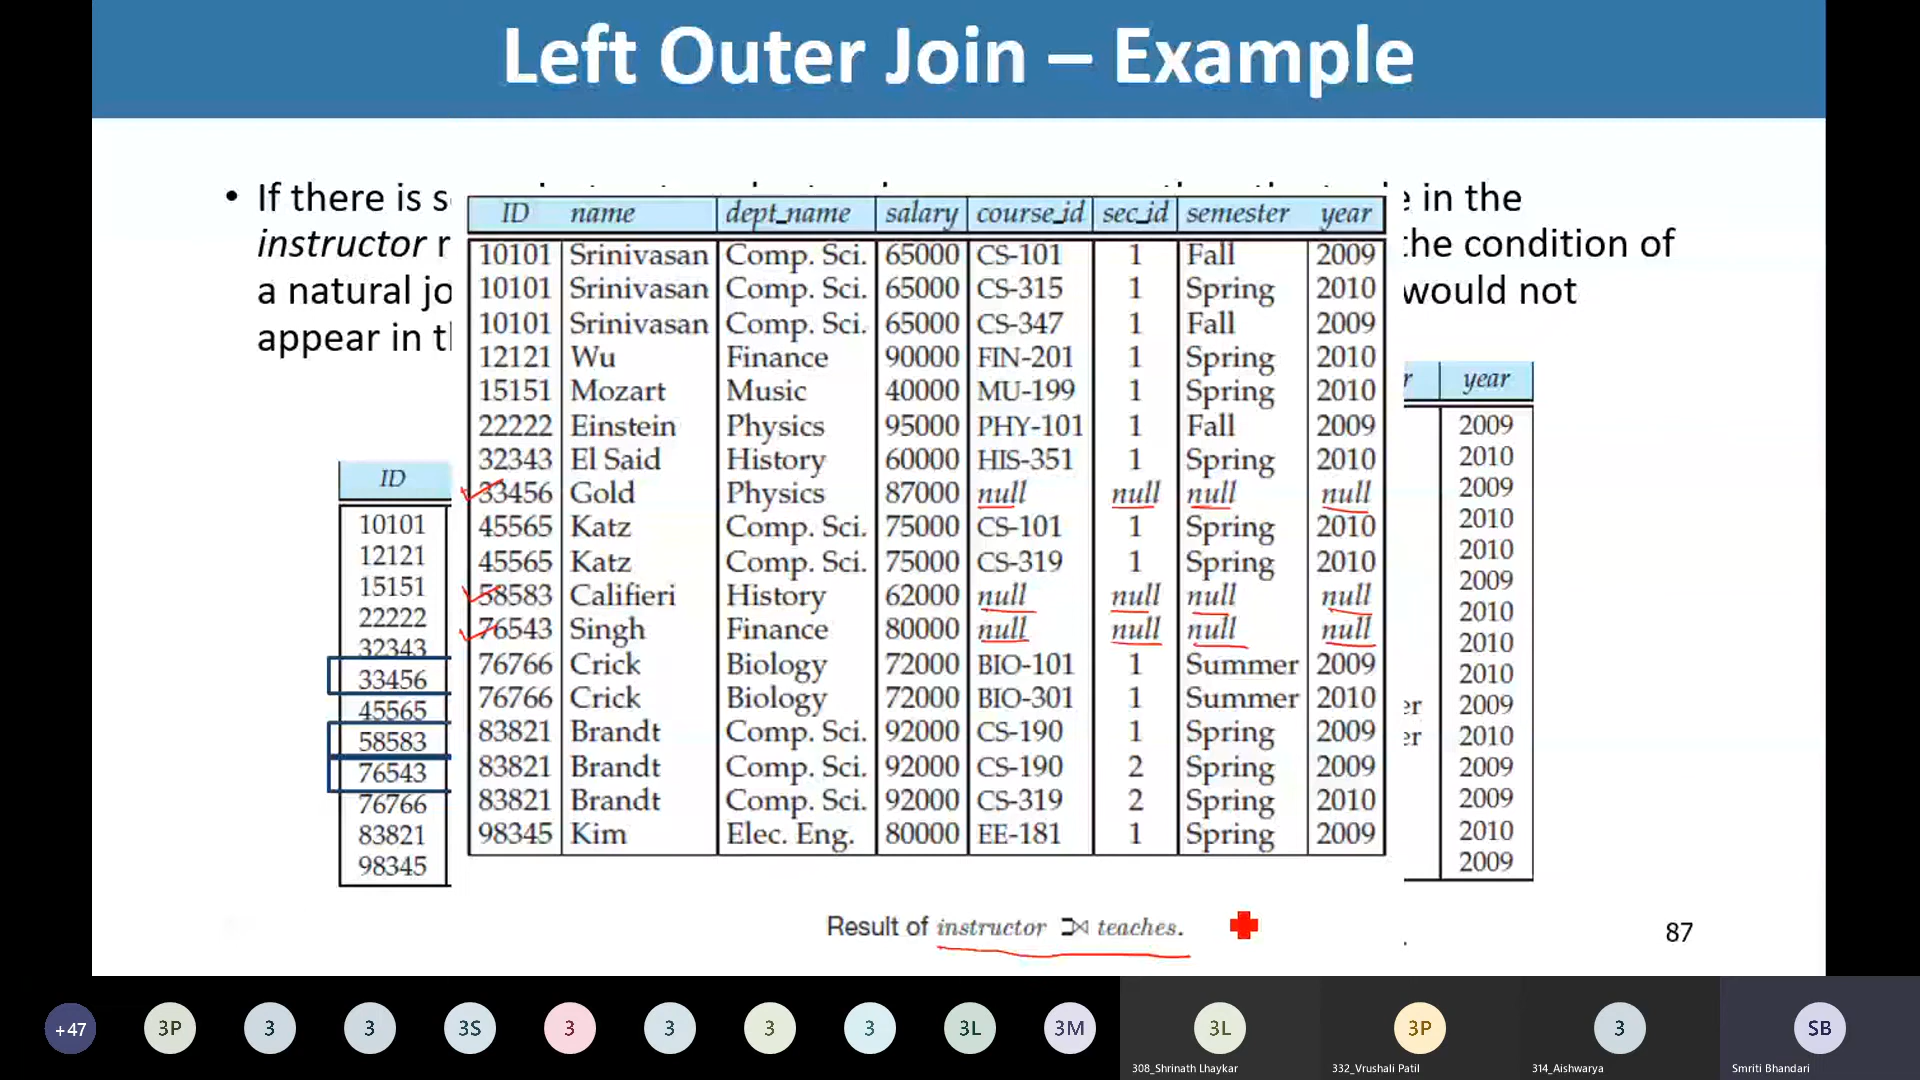 Left Outer Join – Example
• If there is s
e in the
instructor
the condition of
a natural jo
would not
appear in t
ID name dept_name salary course_id sec_id semester year
10101 Srinivasan Comp. Sci. 65000 CS-101 1 Fall 2009
10101 Srinivasan Comp. Sci. 65000 CS-315 1 Spring 2010
10101 Srinivasan Comp. Sci. 65000 CS-347 1 Fall 2009
12121 Wu Finance 90000 FIN-201 1 Spring 2010
15151 Mozart Music 40000 MU-199 1 Spring 2010
22222 Einstein Physics 95000 PHY-101 1 Fall 2009
32343 El Said History 60000 HIS-351 1 Spring 2010
33456 Gold Physics 87000 null null null null
45565 Katz Comp. Sci. 75000 CS-101 1 Spring 2010
45565 Katz Comp. Sci. 75000 CS-319 1 Spring 2010
58583 Califieri History 62000 null null null null
76543 Singh Finance 80000 null null null null
76766 Crick Biology 72000 BIO-101 1 Summer 2009
76766 Crick Biology 72000 BIO-301 1 Summer 2010
83821 Brandt Comp. Sci. 92000 CS-190 1 Spring 2009
83821 Brandt Comp. Sci. 92000 CS-190 2 Spring 2009
83821 Brandt Comp. Sci. 92000 CS-319 2 Spring 2010
98345 Kim Elec. Eng. 80000 EE-181 1 Spring 2009
ID
10101
12121
15151
22222
32343
33456
45565
58583
76543
76766
83821
98345
r year
2009
2010
2009
2010
2010
2009
2010
2010
2010
er 2009
er 2010
2009
2009
2010
2009
Result of instructor ⟕ teaches.
87
+47 3P 3 3 3S 3 3 3 3 3L 3M 3L 3P 3 SB
308_Shrinath Lhaykar 332_Vrushali Patil 314_Aishwarya Smriti Bhandari